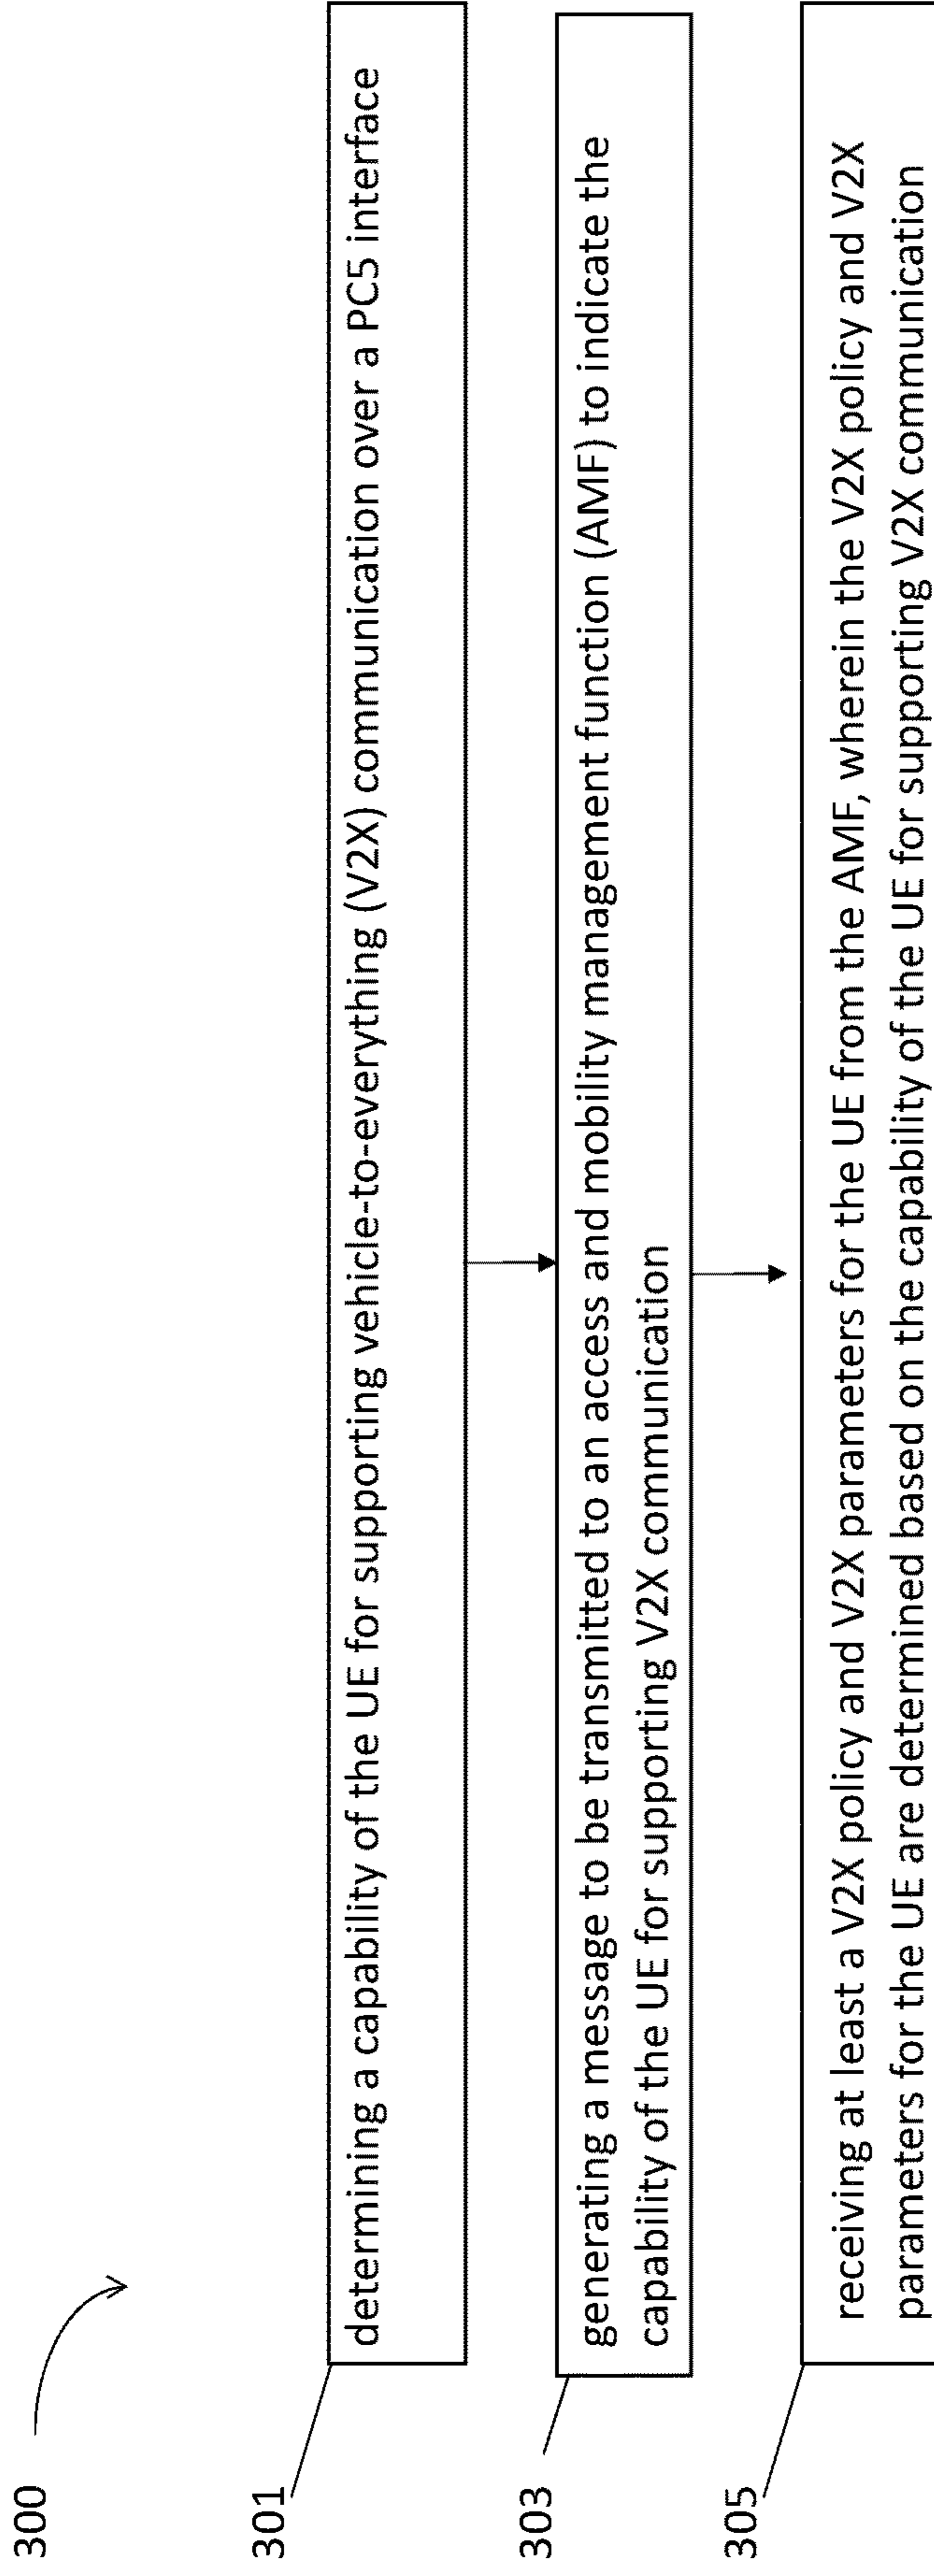 300
301
determining a capability of the UE for supporting vehicle-to-everything (V2X) communication over a PC5 interface
303
generating a message to be transmitted to an access and mobility management function (AMF) to indicate the
capability of the UE for supporting V2X communication
305
receiving at least a V2X policy and V2X parameters for the UE from the AMF, wherein the V2X policy and V2X
parameters for the UE are determined based on the capability of the UE for supporting V2X communication